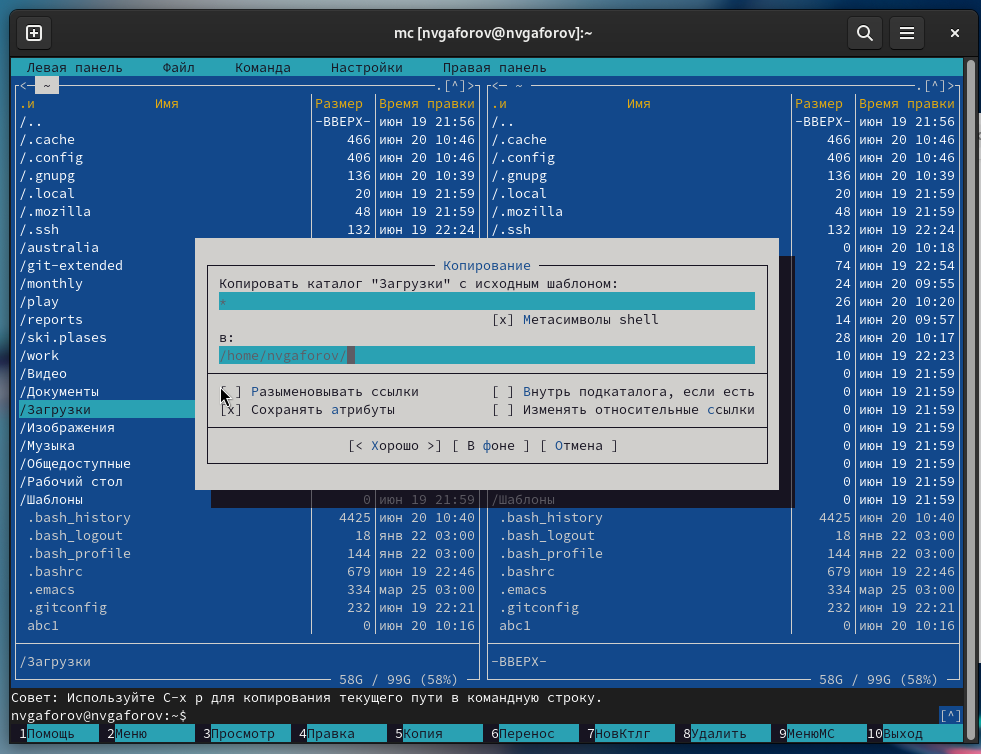 mc [nvgaforov@nvgaforov]:~
Левая панель Файл Команда Настройки Правая панель
<— ~ .[^]> <— ~ .[^]>
.и Имя Размер Время правки .и Имя Размер Время правки
/.. -ВВЕРХ- июн 19 21:56 /.. -ВВЕРХ- июн 19 21:56
/.cache 466 июн 20 10:46 /.cache 466 июн 20 10:46
/.config 406 июн 20 10:46 /.config 406 июн 20 10:46
/.gnupg 136 июн 20 10:39 /.gnupg 136 июн 20 10:39
/.local 20 июн 19 21:59 /.local 20 июн 19 21:59
/.mozilla 48 июн 19 21:59 /.mozilla 48 июн 19 21:59
/.ssh 132 июн 19 22:24 /.ssh 132 июн 19 22:24
/australia 0 июн 20 10:18
/git-extended Копирование 74 июн 19 22:54
/monthly Копировать каталог "Загрузки" с исходным шаблоном: 24 июн 20 09:55
/play * 26 июн 20 10:20
/reports [x] Метасимволы shell 14 июн 20 09:57
/ski.plases в: 28 июн 20 10:17
/work /home/nvgaforov/ 10 июн 19 22:23
/Видео 0 июн 19 21:59
/Документы [ ] Разыменовывать ссылки [ ] Внутрь подкаталога, если есть 0 июн 19 21:59
/Загрузки [x] Сохранять атрибуты [ ] Изменять относительные ссылки 0 июн 19 21:59
/Изображения 0 июн 19 21:59
/Музыка [< Хорошо >] [ В фоне ] [ Отмена ] 0 июн 19 21:59
/Общедоступные 0 июн 19 21:59
/Рабочий стол 0 июн 19 21:59
/Шаблоны 0 июн 19 21:59 /Шаблоны 0 июн 19 21:59
.bash_history 4425 июн 20 10:40 .bash_history 4425 июн 20 10:40
.bash_logout 18 янв 22 03:00 .bash_logout 18 янв 22 03:00
.bash_profile 144 янв 22 03:00 .bash_profile 144 янв 22 03:00
.bashrc 679 июн 19 22:46 .bashrc 679 июн 19 22:46
.emacs 334 мар 25 03:00 .emacs 334 мар 25 03:00
.gitconfig 232 июн 19 22:21 .gitconfig 232 июн 19 22:21
abc1 0 июн 20 10:16 abc1 0 июн 20 10:16
/Загрузки -ВВЕРХ-
58G / 99G (58%) 58G / 99G (58%)
Совет: Используйте C-x p для копирования текущего пути в командную строку.
nvgaforov@nvgaforov:~$ [^]
1Помощь 2Меню 3Просмотр 4Правка 5Копия 6Перенос 7НовКтлг 8Удалить 9МенюМС 10Выход